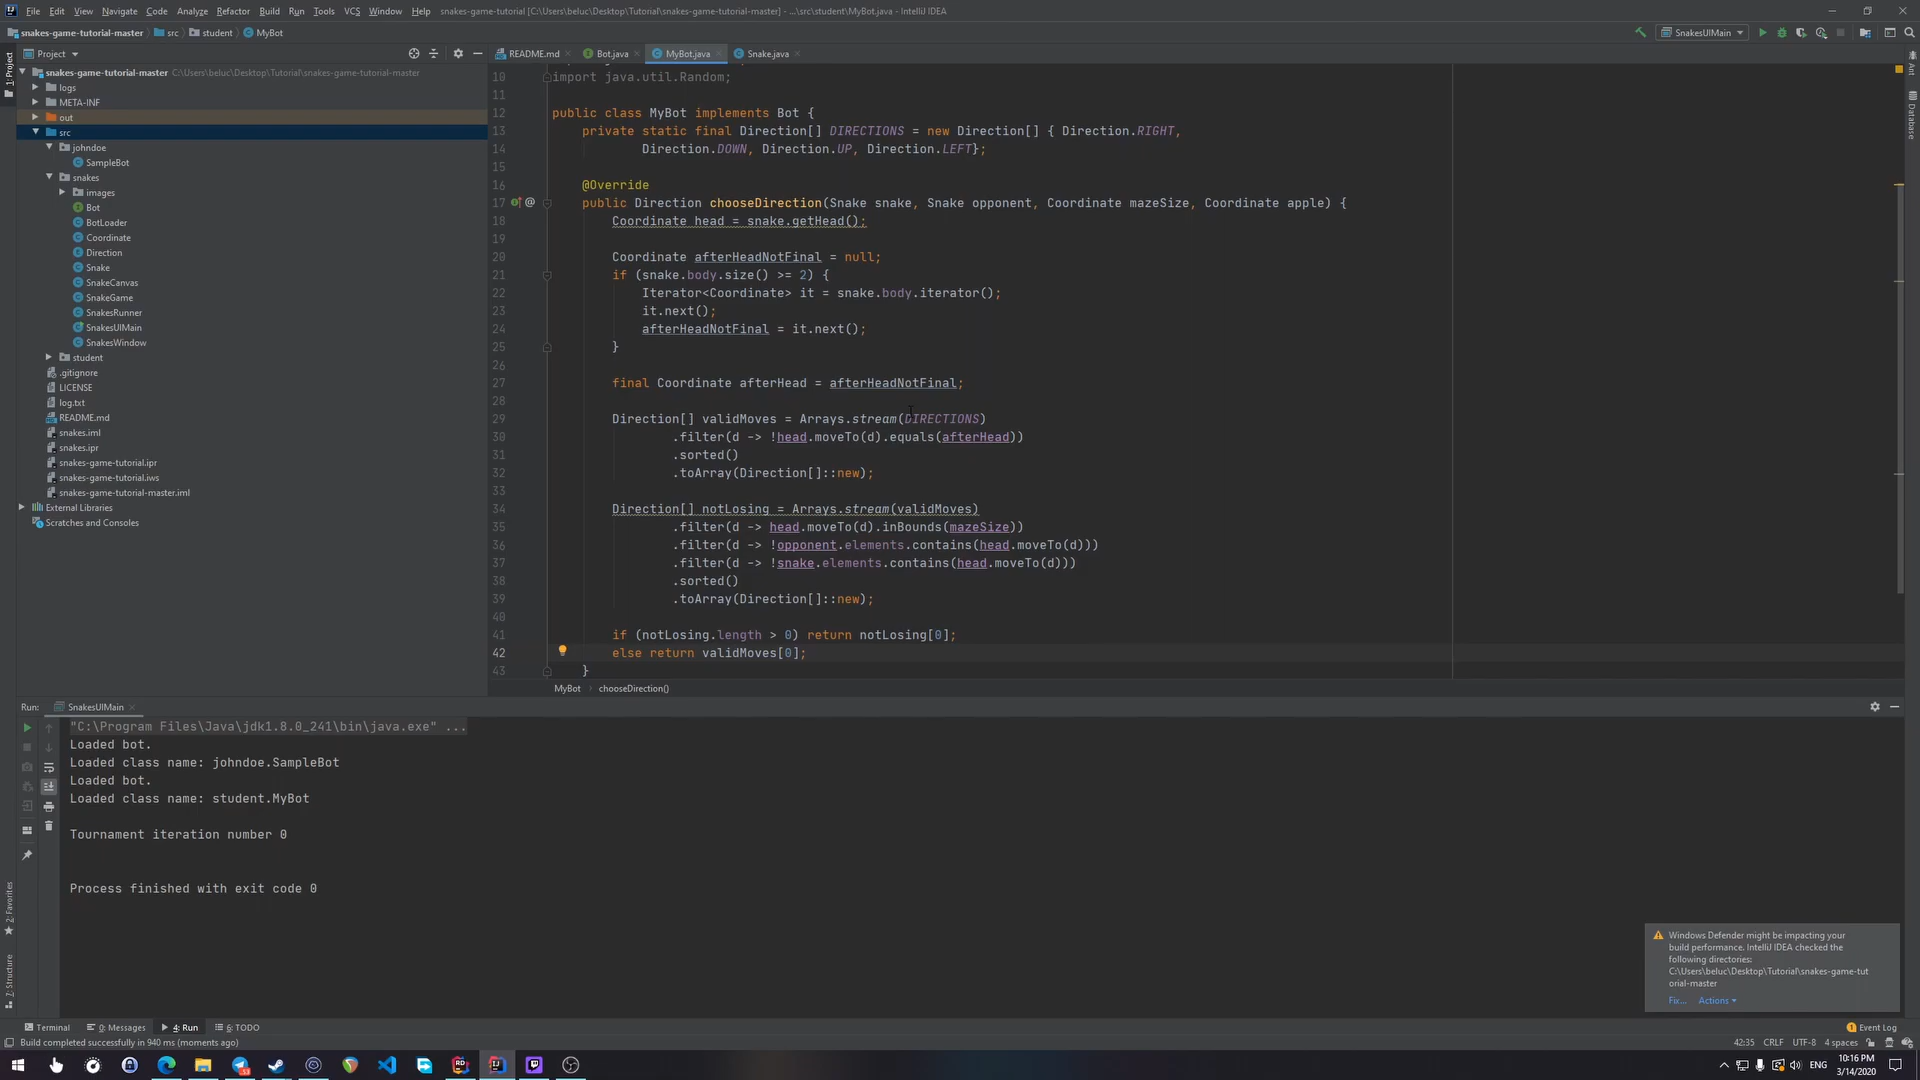 File Edit View Navigate Code Analyze Refactor Build Run Tools VCS Window Help snakes-game-tutorial [C:\Users\beluc\Desktop\Tutorial\snakes-game-tutorial-master] - ...\src\student\MyBot.java - IntelliJ IDEA
snakes-game-tutorial-master src student MyBot SnakesUIMain
Project README.md Bot.java MyBot.java Snake.java
1: Project
Ant
Database
snakes-game-tutorial-master C:\Users\beluc\Desktop\Tutorial\snakes-game-tutorial-master
logs
META-INF
out
src
johndoe
SampleBot
snakes
images
Bot
BotLoader
Coordinate
Direction
Snake
SnakeCanvas
SnakeGame
SnakesRunner
SnakesUIMain
SnakesWindow
student
.gitignore
LICENSE
log.txt
README.md
snakes.iml
snakes.ipr
snakes-game-tutorial.ipr
snakes-game-tutorial.iws
snakes-game-tutorial-master.iml
External Libraries
Scratches and Consoles
10 import java.util.Random;
11
12 public class MyBot implements Bot {
13 private static final Direction[] DIRECTIONS = new Direction[] { Direction.RIGHT,
14 Direction.DOWN, Direction.UP, Direction.LEFT};
15
16 @Override
17 public Direction chooseDirection(Snake snake, Snake opponent, Coordinate mazeSize, Coordinate apple) {
18 Coordinate head = snake.getHead();
19
20 Coordinate afterHeadNotFinal = null;
21 if (snake.body.size() >= 2) {
22 Iterator<Coordinate> it = snake.body.iterator();
23 it.next();
24 afterHeadNotFinal = it.next();
25 }
26
27 final Coordinate afterHead = afterHeadNotFinal;
28
29 Direction[] validMoves = Arrays.stream(DIRECTIONS)
30 .filter(d -> !head.moveTo(d).equals(afterHead))
31 .sorted()
32 .toArray(Direction[]::new);
33
34 Direction[] notLosing = Arrays.stream(validMoves)
35 .filter(d -> head.moveTo(d).inBounds(mazeSize))
36 .filter(d -> !opponent.elements.contains(head.moveTo(d)))
37 .filter(d -> !snake.elements.contains(head.moveTo(d)))
38 .sorted()
39 .toArray(Direction[]::new);
40
41 if (notLosing.length > 0) return notLosing[0];
42 else return validMoves[0];
43 }
MyBot chooseDirection()
Run: SnakesUIMain
"C:\Program Files\Java\jdk1.8.0_241\bin\java.exe" ...
Loaded bot.
Loaded class name: johndoe.SampleBot
Loaded bot.
Loaded class name: student.MyBot
Tournament iteration number 0
Process finished with exit code 0
2: Favorites
7: Structure
Windows Defender might be impacting your
build performance. IntelliJ IDEA checked the
following directories:
C:\Users\beluc\Desktop\Tutorial\snakes-game-tut
orial-master
Fix... Actions
Terminal 0: Messages 4: Run 6: TODO 1 Event Log
Build completed successfully in 940 ms (moments ago) 42:35 CRLF UTF-8 4 spaces
ENG 10:16 PM
3/14/2020